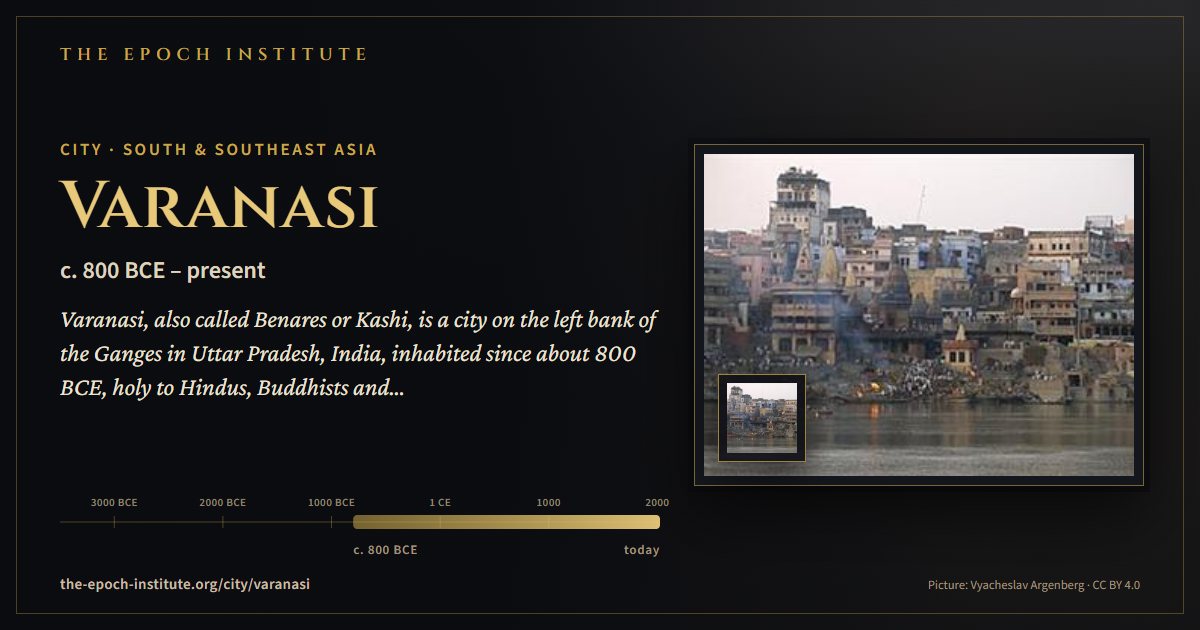 THE EPOCH INSTITUTE
CITY · SOUTH & SOUTHEAST ASIA
VARANASI
c. 800 BCE – present
Varanasi, also called Benares or Kashi, is a city on the left bank of
the Ganges in Uttar Pradesh, India, inhabited since about 800
BCE, holy to Hindus, Buddhists and...
3000 BCE 2000 BCE 1000 BCE 1 CE 1000 2000
c. 800 BCE today
the-epoch-institute.org/city/varanasi
Picture: Vyacheslav Argenberg · CC BY 4.0